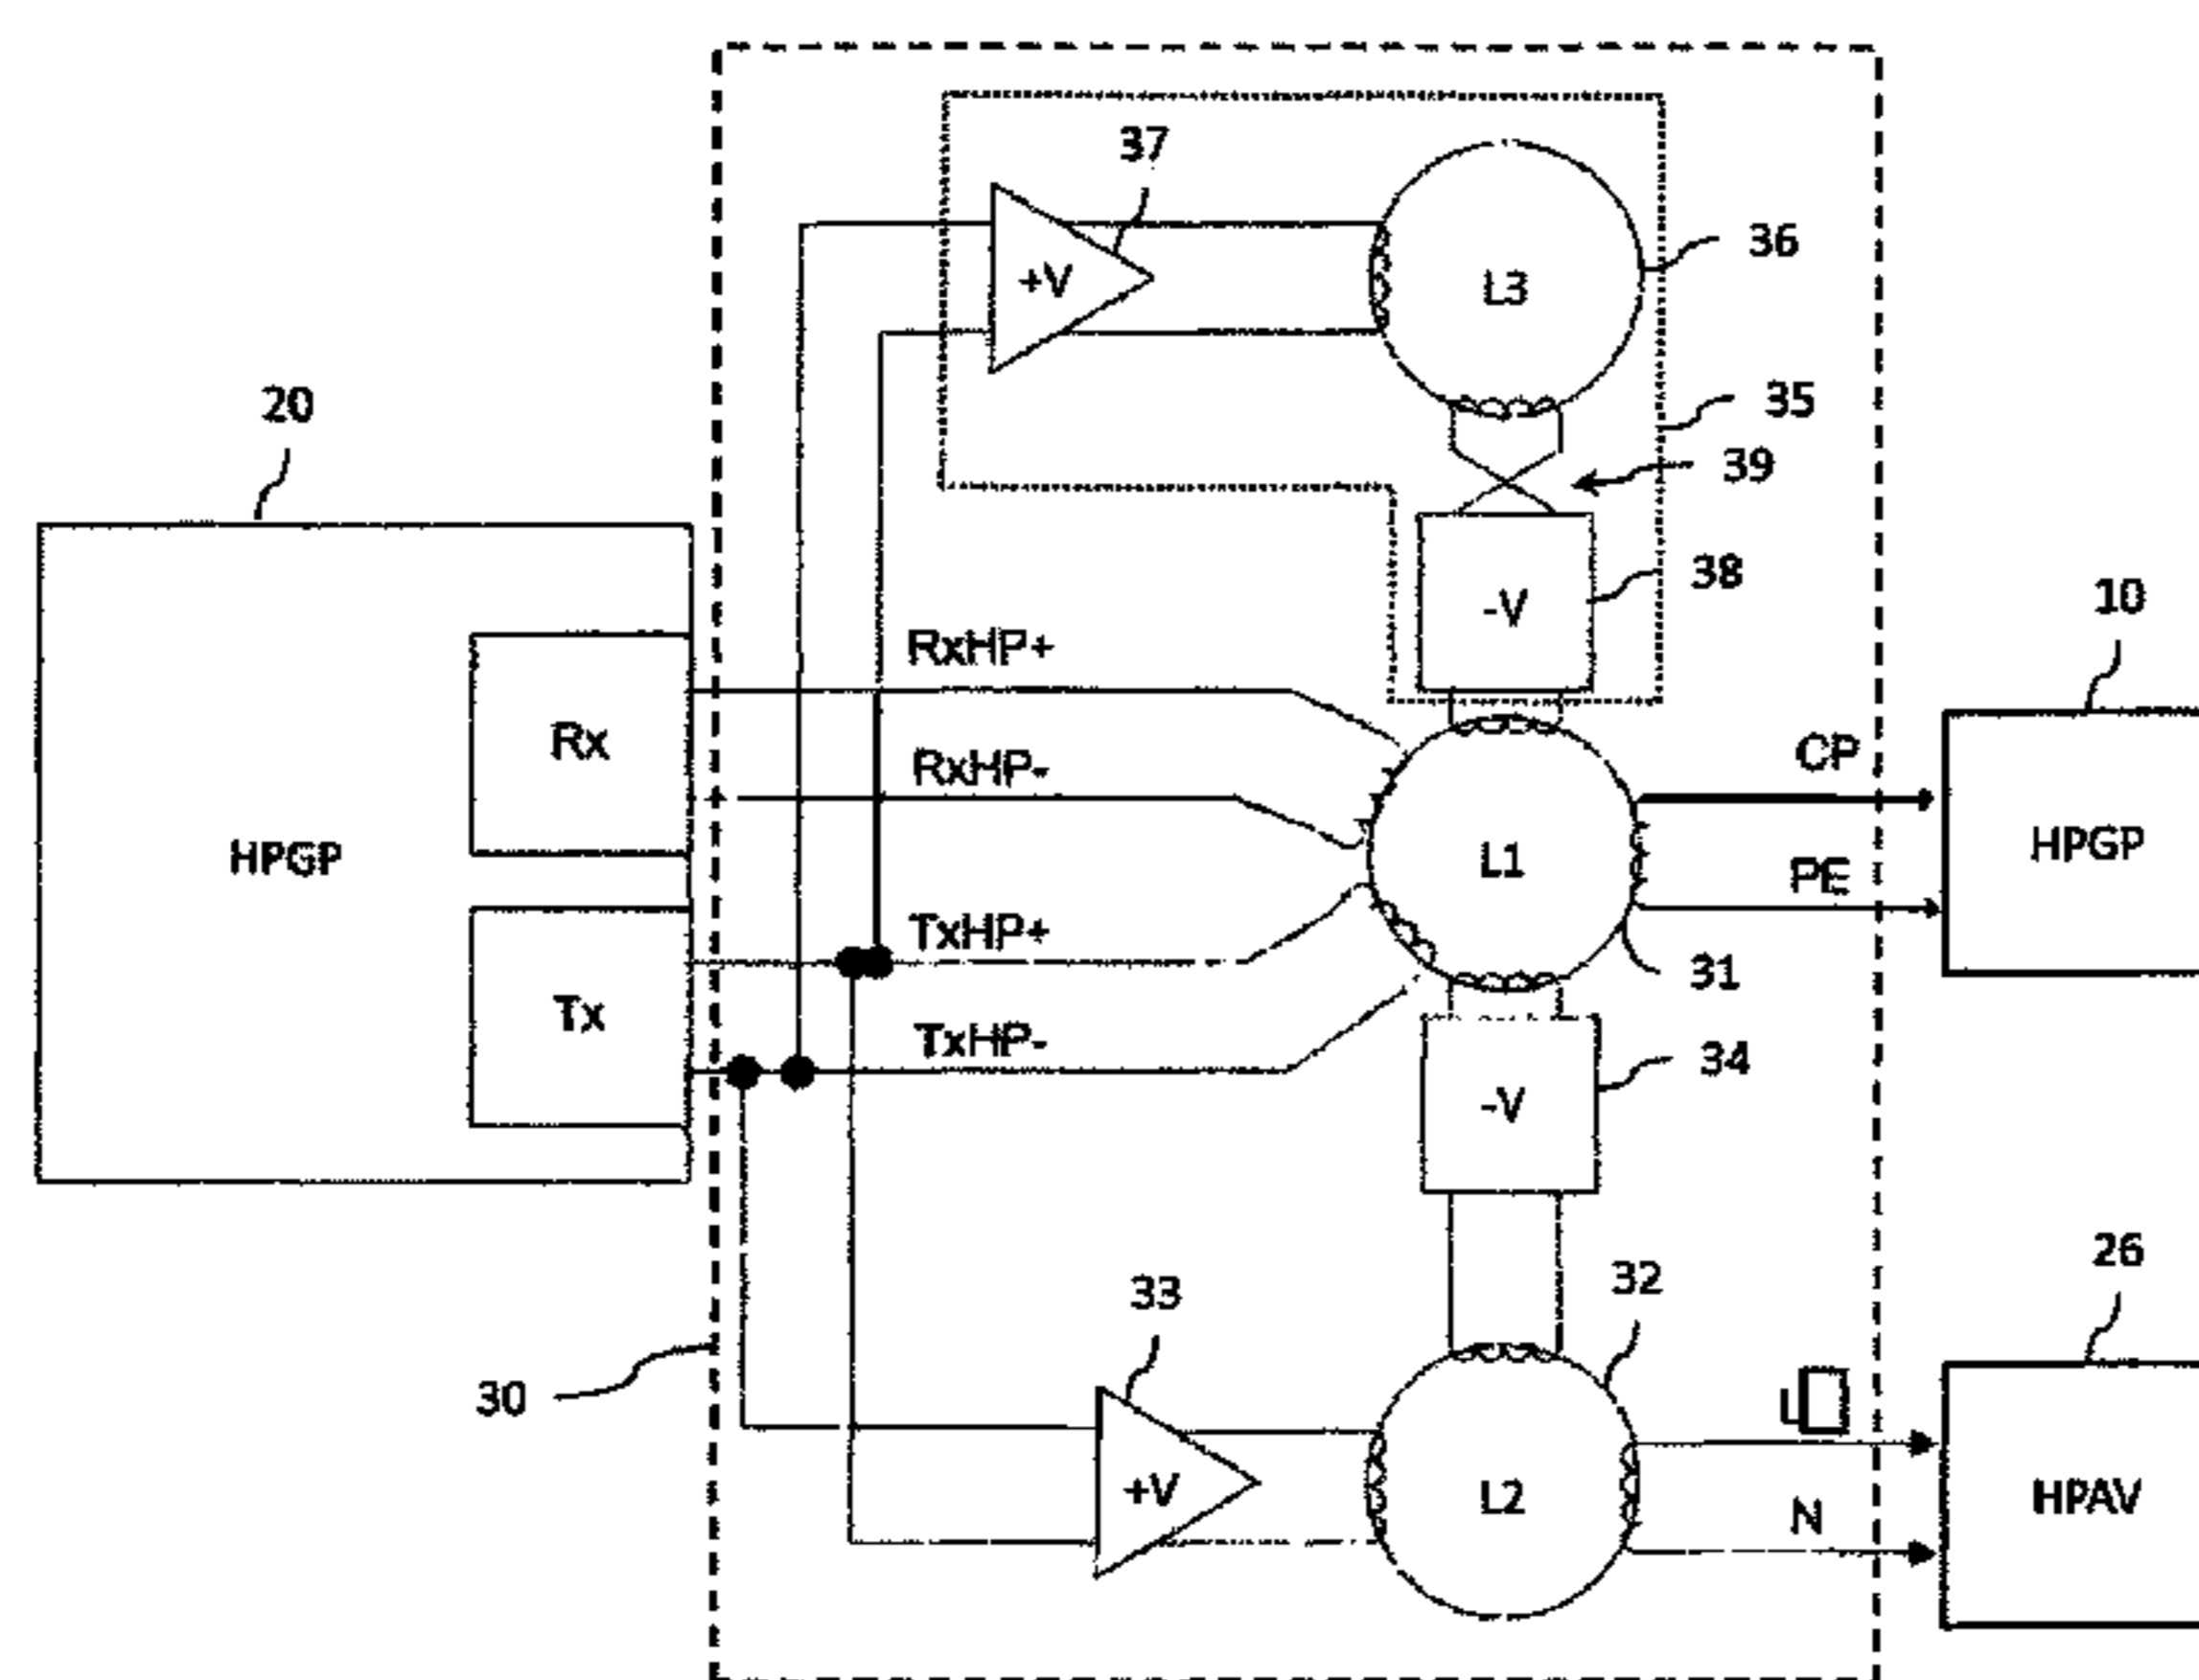 37
+V
L3
36
20
35
39
38
-V
10
RxHP+
Rx
RxHP-
CP
HPGP
L1
HPGP
PE
TxHP+
31
Tx
TxHP-
34
-V
26
33
32
30
L
+V
L2
N
HPAV